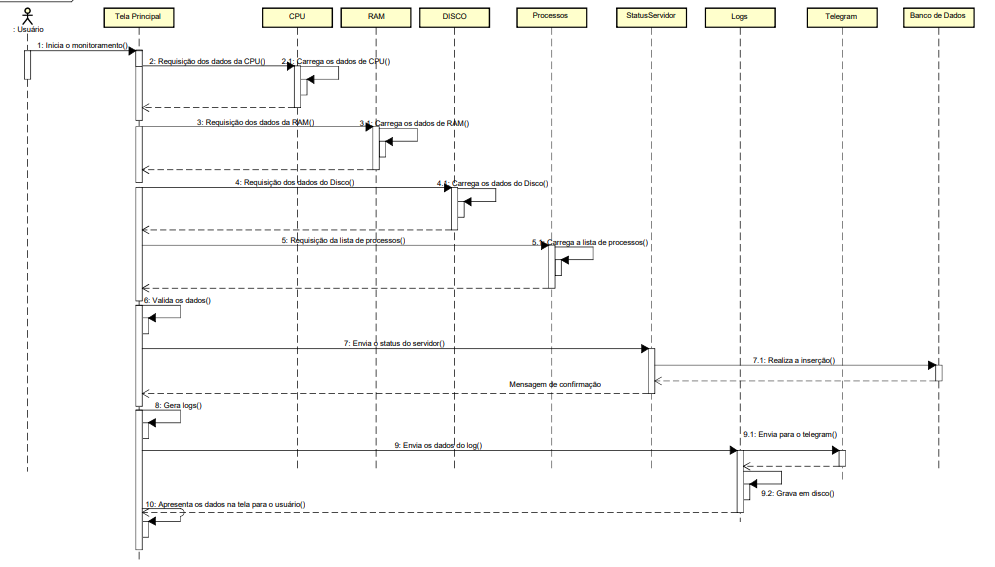 Tela Principal
CPU
RAM
DISCO
Processos
StatusServidor
Logs
Telegram
Banco de Dados
: Usuário
1: Inicia o monitoramento()
2: Requisição dos dados da CPU()
2.1: Carrega os dados de CPU()
3: Requisição dos dados da RAM()
3.1: Carrega os dados de RAM()
4: Requisição dos dados do Disco()
4.1: Carrega os dados do Disco()
5: Requisição da lista de processos()
5.1: Carrega a lista de processos()
6: Valida os dados()
7: Envia o status do servidor()
7.1: Realiza a inserção()
Mensagem de confirmação
8: Gera logs()
9: Envia os dados do log()
9.1: Envia para o telegram()
9.2: Grava em disco()
10: Apresenta os dados na tela para o usuário()